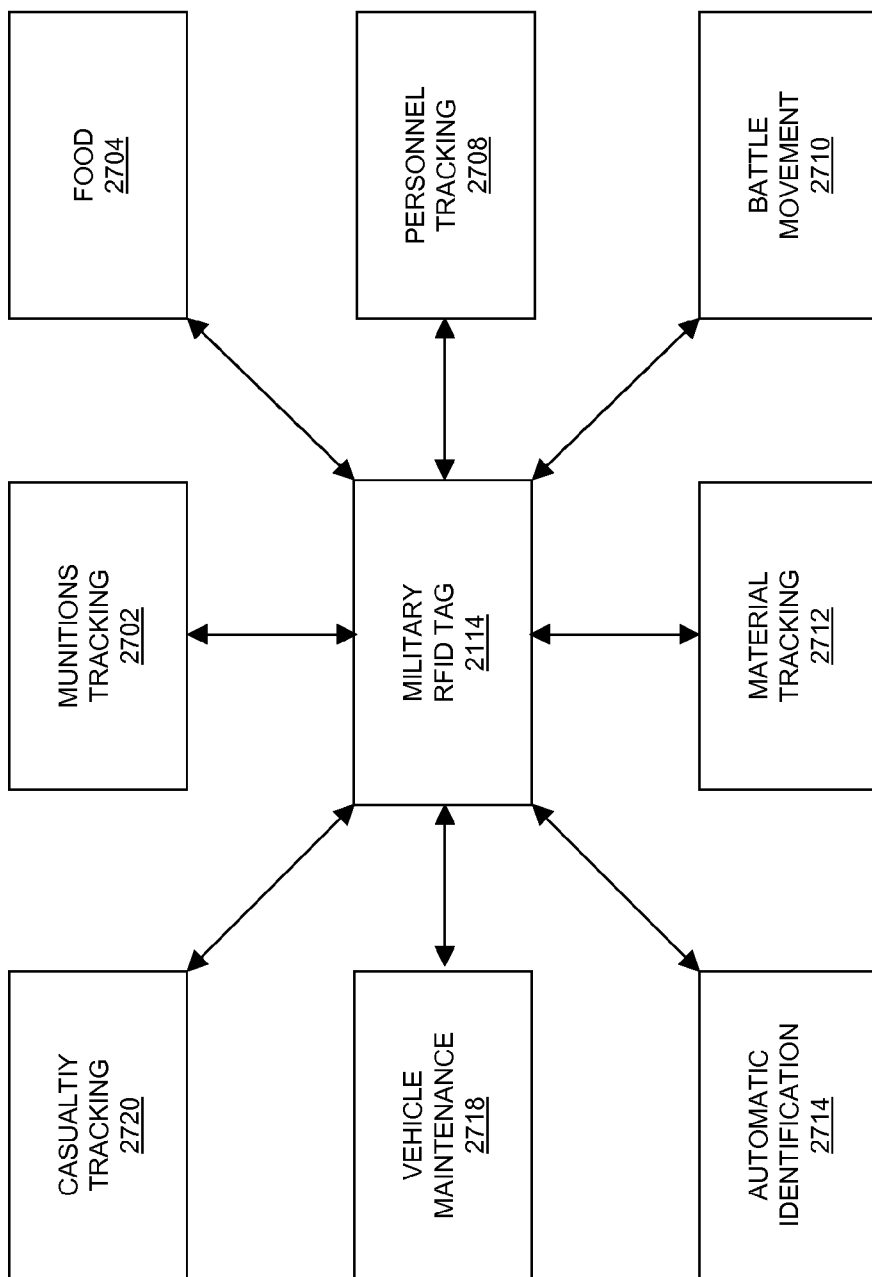 AUTOMATIC
IDENTIFICATION
2714
VEHICLE
MAINTENANCE
2718
CASUALTIY
TRACKING
2720
MATERIAL
TRACKING
2712
MILITARY
RFID TAG
2114
MUNITIONS
TRACKING
2702
BATTLE
MOVEMENT
2710
PERSONNEL
TRACKING
2708
FOOD
2704